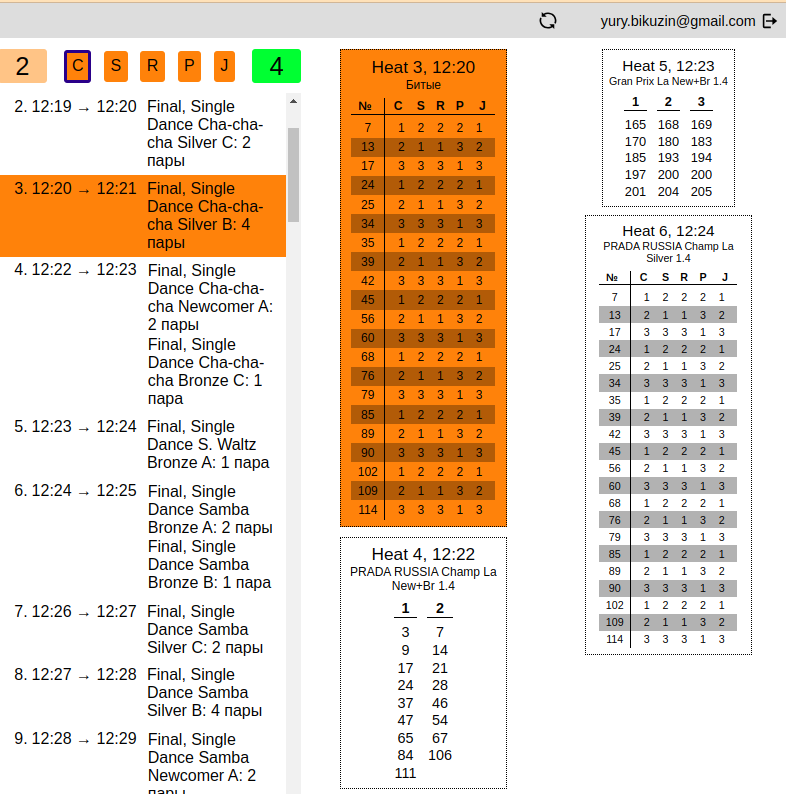 yury.bikuzin@gmail.com
2 C S R P J 4
2. 12:19 → 12:20 Final, Single
Dance Cha-cha-
cha Silver C: 2
пары
3. 12:20 → 12:21 Final, Single
Dance Cha-cha-
cha Silver B: 4
пары
4. 12:22 → 12:23 Final, Single
Dance Cha-cha-
cha Newcomer A:
2 пары
Final, Single
Dance Cha-cha-
cha Bronze C: 1
пара
5. 12:23 → 12:24 Final, Single
Dance S. Waltz
Bronze A: 1 пара
6. 12:24 → 12:25 Final, Single
Dance Samba
Bronze A: 2 пары
Final, Single
Dance Samba
Bronze B: 1 пара
7. 12:26 → 12:27 Final, Single
Dance Samba
Silver C: 2 пары
8. 12:27 → 12:28 Final, Single
Dance Samba
Silver B: 4 пары
9. 12:28 → 12:29 Final, Single
Dance Samba
Newcomer A: 2
пары
Heat 3, 12:20
Битые
№ C S R P J
7 1 2 2 2 1
13 2 1 1 3 2
17 3 3 3 1 3
24 1 2 2 2 1
25 2 1 1 3 2
34 3 3 3 1 3
35 1 2 2 2 1
39 2 1 1 3 2
42 3 3 3 1 3
45 1 2 2 2 1
56 2 1 1 3 2
60 3 3 3 1 3
68 1 2 2 2 1
76 2 1 1 3 2
79 3 3 3 1 3
85 1 2 2 2 1
89 2 1 1 3 2
90 3 3 3 1 3
102 1 2 2 2 1
109 2 1 1 3 2
114 3 3 3 1 3
Heat 4, 12:22
PRADA RUSSIA Champ La
New+Br 1.4
1 2
3 7
9 14
17 21
24 28
37 46
47 54
65 67
84 106
111
Heat 5, 12:23
Gran Prix La New+Br 1.4
1 2 3
165 168 169
170 180 183
185 193 194
197 200 200
201 204 205
Heat 6, 12:24
PRADA RUSSIA Champ La
Silver 1.4
№ C S R P J
7 1 2 2 2 1
13 2 1 1 3 2
17 3 3 3 1 3
24 1 2 2 2 1
25 2 1 1 3 2
34 3 3 3 1 3
35 1 2 2 2 1
39 2 1 1 3 2
42 3 3 3 1 3
45 1 2 2 2 1
56 2 1 1 3 2
60 3 3 3 1 3
68 1 2 2 2 1
76 2 1 1 3 2
79 3 3 3 1 3
85 1 2 2 2 1
89 2 1 1 3 2
90 3 3 3 1 3
102 1 2 2 2 1
109 2 1 1 3 2
114 3 3 3 1 3